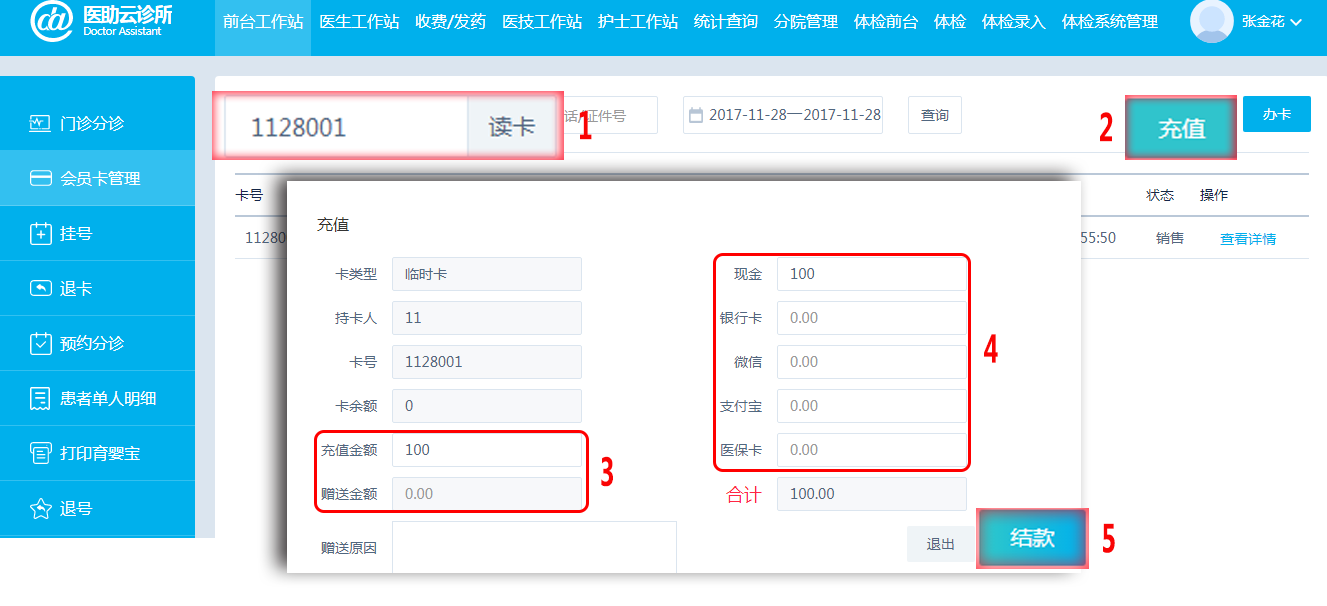 医助云诊所
Doctor Assistant
前台工作站 医生工作站 收费/发药 医技工作站 护士工作站 统计查询 分院管理 体检前台 体检 体检录入 体检系统管理 张金花
门诊分诊
会员卡管理
挂号
退卡
预约分诊
患者单人明细
打印育婴宝
退号
1128001 读卡 1 话/证件号 2017-11-28—2017-11-28 查询 2 充值 办卡
卡号 状态 操作
11280 55:50 销售 查看详情
充值
卡类型 临时卡 现金 100
持卡人 11 银行卡 0.00
卡号 1128001 微信 0.00 4
卡余额 0 支付宝 0.00
充值金额 100 医保卡 0.00
3
赠送金额 0.00 合计 100.00
赠送原因 退出 结款 5